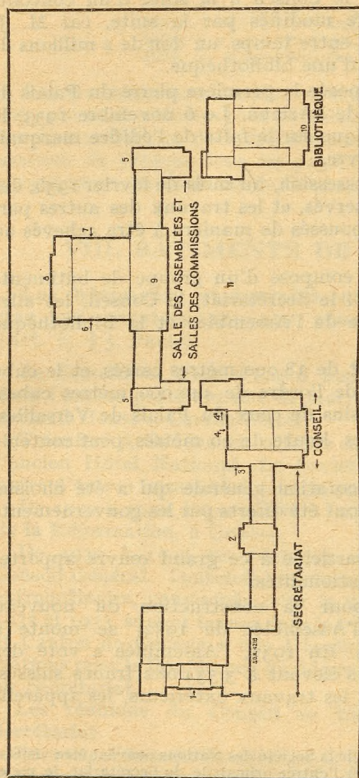 5
10
BIBLIOTHÈQUE
7
8
9
6
SALLE DES ASSEMBLÉES ET
SALLES DES COMMISSIONS
11
5
4
3
CONSEIL
2
1
SECRÉTARIAT